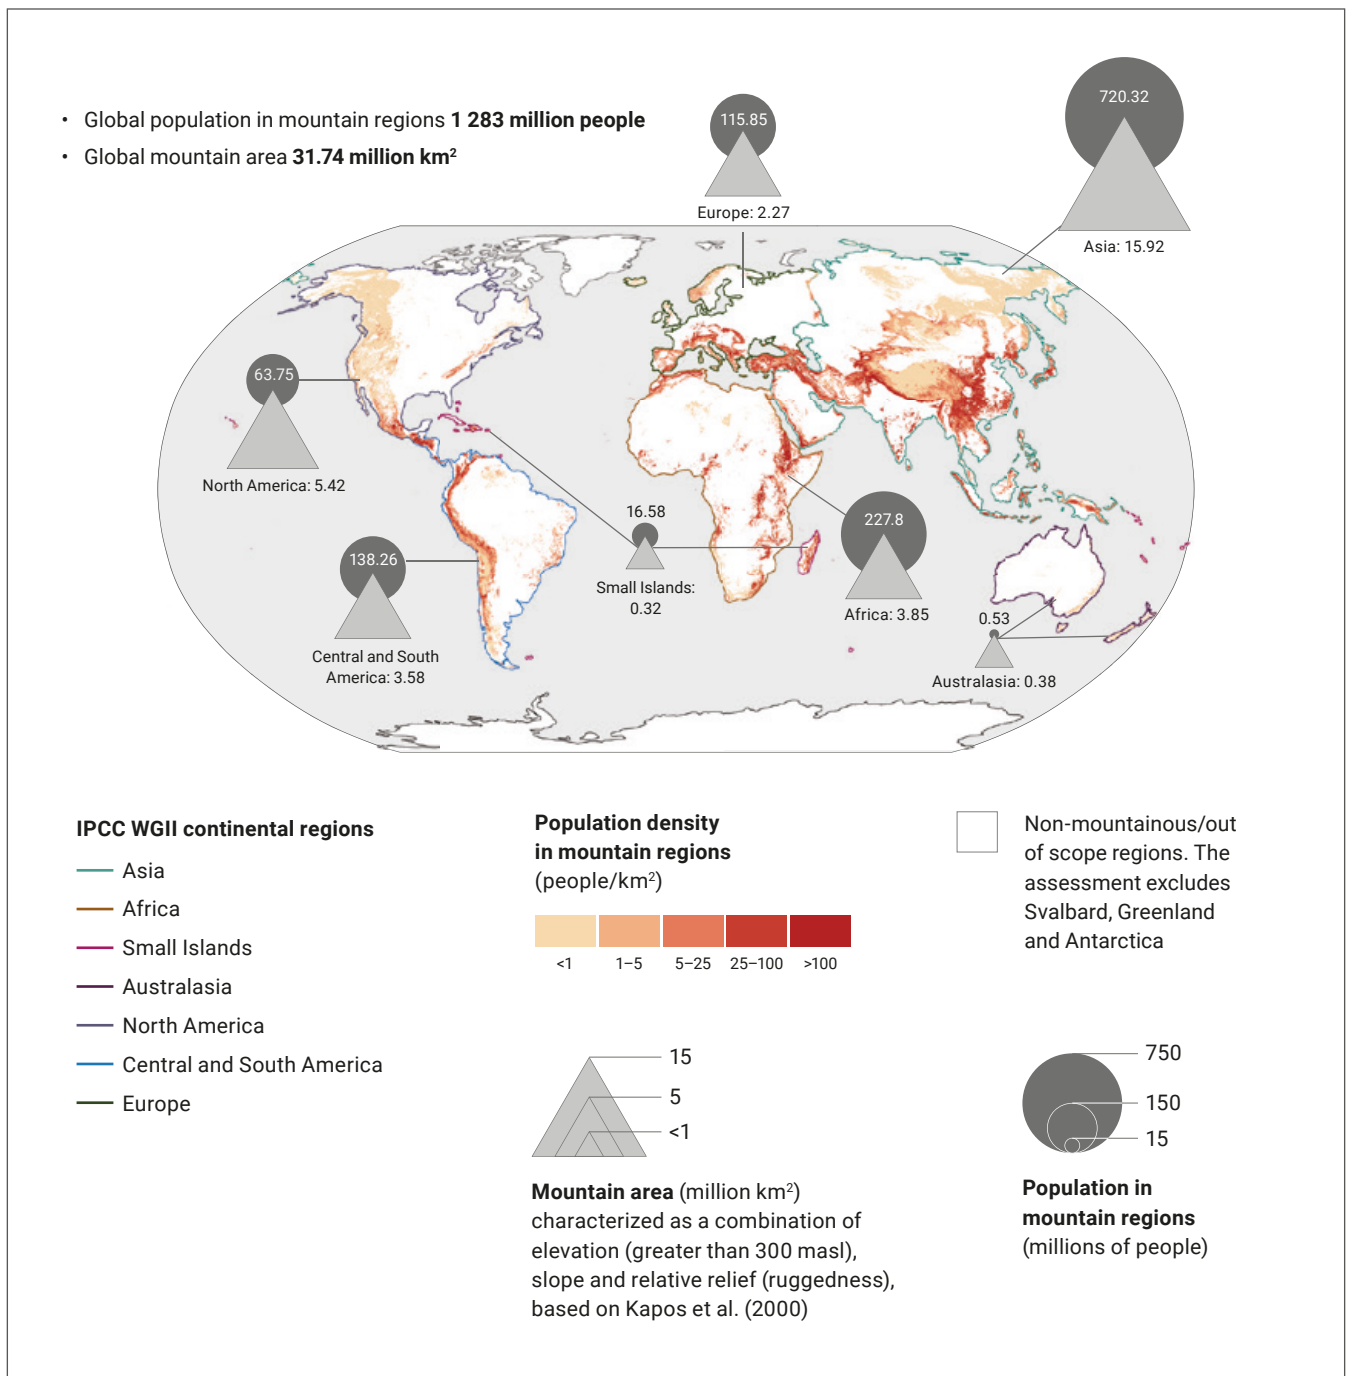 • Global population in mountain regions 1 283 million people
• Global mountain area 31.74 million km²
115.85
Europe: 2.27
720.32
Asia: 15.92
63.75
North America: 5.42
138.26
Central and South
America: 3.58
16.58
Small Islands:
0.32
227.8
Africa: 3.85
0.53
Australasia: 0.38
IPCC WGII continental regions
Asia
Africa
Small Islands
Australasia
North America
Central and South America
Europe
Population density
in mountain regions
(people/km²)
<1 1–5 5–25 25–100 >100
Non-mountainous/out
of scope regions. The
assessment excludes
Svalbard, Greenland
and Antarctica
15
5
<1
Mountain area (million km²)
characterized as a combination of
elevation (greater than 300 masl),
slope and relative relief (ruggedness),
based on Kapos et al. (2000)
750
150
15
Population in
mountain regions
(millions of people)